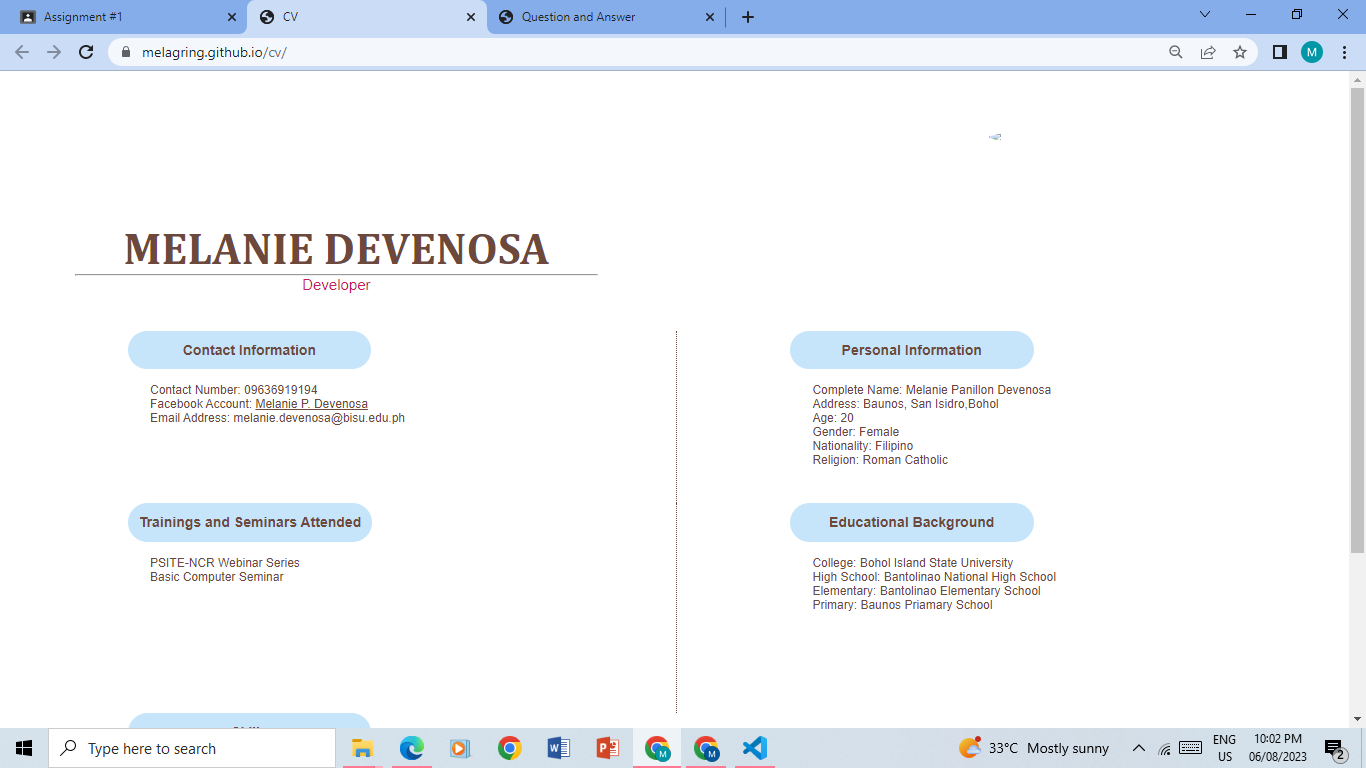 Assignment #1
CV
Question and Answer
melagring.github.io/cv/
M
MELANIE DEVENOSA
Developer
Contact Information
Contact Number: 09636919194
Facebook Account: Melanie P. Devenosa
Email Address: melanie.devenosa@bisu.edu.ph
Personal Information
Complete Name: Melanie Panillon Devenosa
Address: Baunos, San Isidro,Bohol
Age: 20
Gender: Female
Nationality: Filipino
Religion: Roman Catholic
Trainings and Seminars Attended
PSITE-NCR Webinar Series
Basic Computer Seminar
Educational Background
College: Bohol Island State University
High School: Bantolinao National High School
Elementary: Bantolinao Elementary School
Primary: Baunos Priamary School
Type here to search
33°C Mostly sunny
ENG
US
10:02 PM
06/08/2023
2